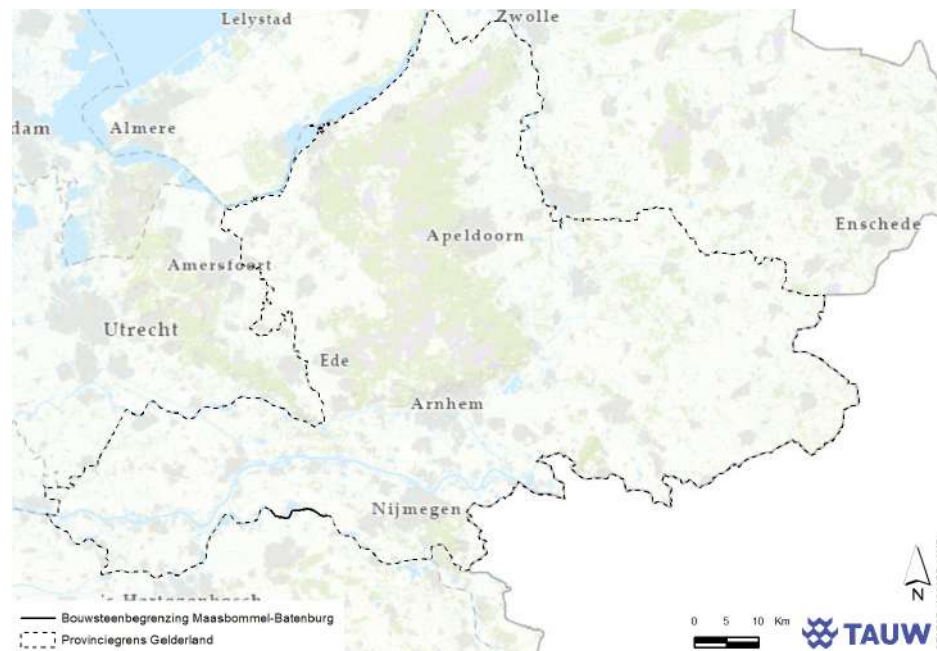 Lelystad
Zwolle
dam
Almere
Enschede
Apeldoorn
Amersfoort
Utrecht
Ede
Arnhem
Nijmegen
's Hertogenbosch
Bouwsteenbegrenzing Maasbommel-Batenburg
Provinciegrens Gelderland
0 5 10 Km
N
TAUW